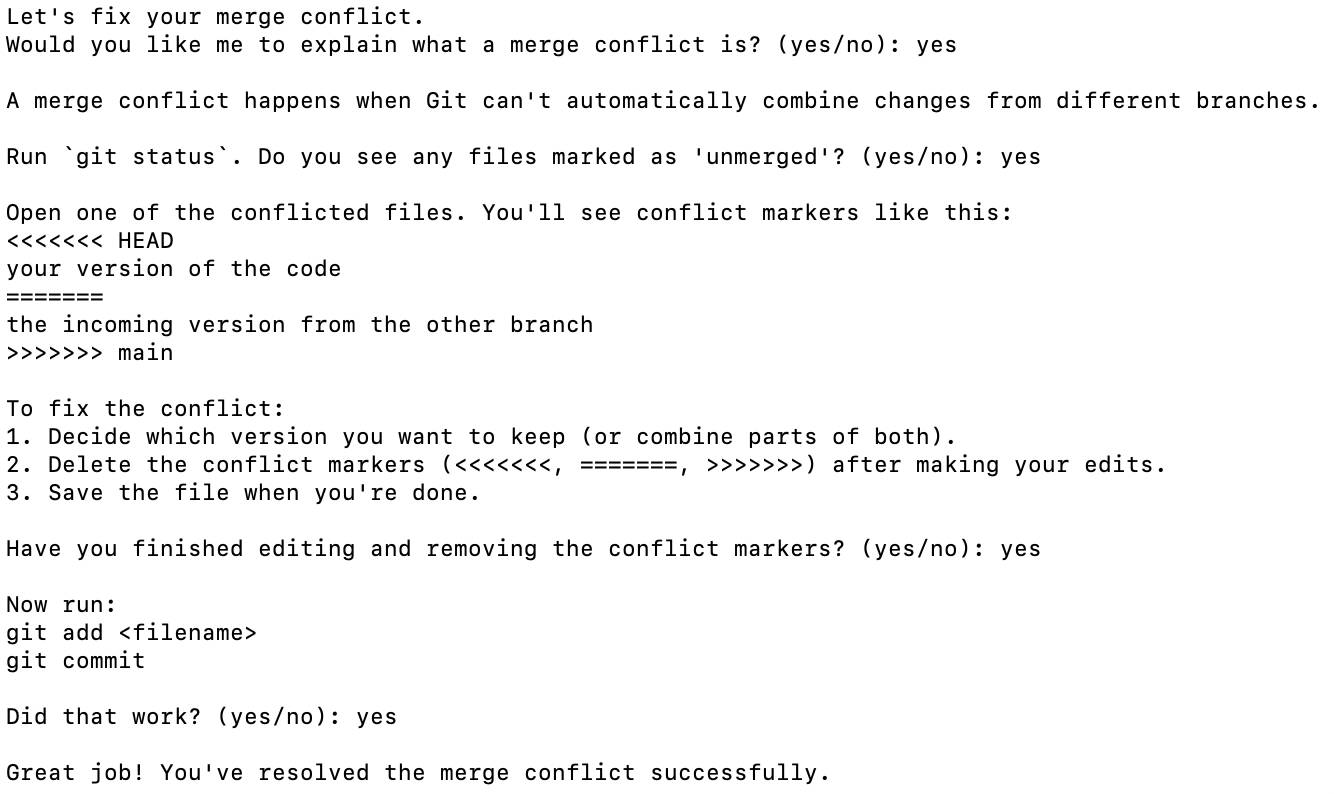 Let's fix your merge conflict.
Would you like me to explain what a merge conflict is? (yes/no): yes
A merge conflict happens when Git can't automatically combine changes from different branches.
Run `git status`. Do you see any files marked as 'unmerged'? (yes/no): yes
Open one of the conflicted files. You'll see conflict markers like this:
<<<<<<< HEAD
your version of the code
=======
the incoming version from the other branch
>>>>>>> main
To fix the conflict:
1. Decide which version you want to keep (or combine parts of both).
2. Delete the conflict markers (<<<<<<<, =======, >>>>>>>) after making your edits.
3. Save the file when you're done.
Have you finished editing and removing the conflict markers? (yes/no): yes
Now run:
git add <filename>
git commit
Did that work? (yes/no): yes
Great job! You've resolved the merge conflict successfully.